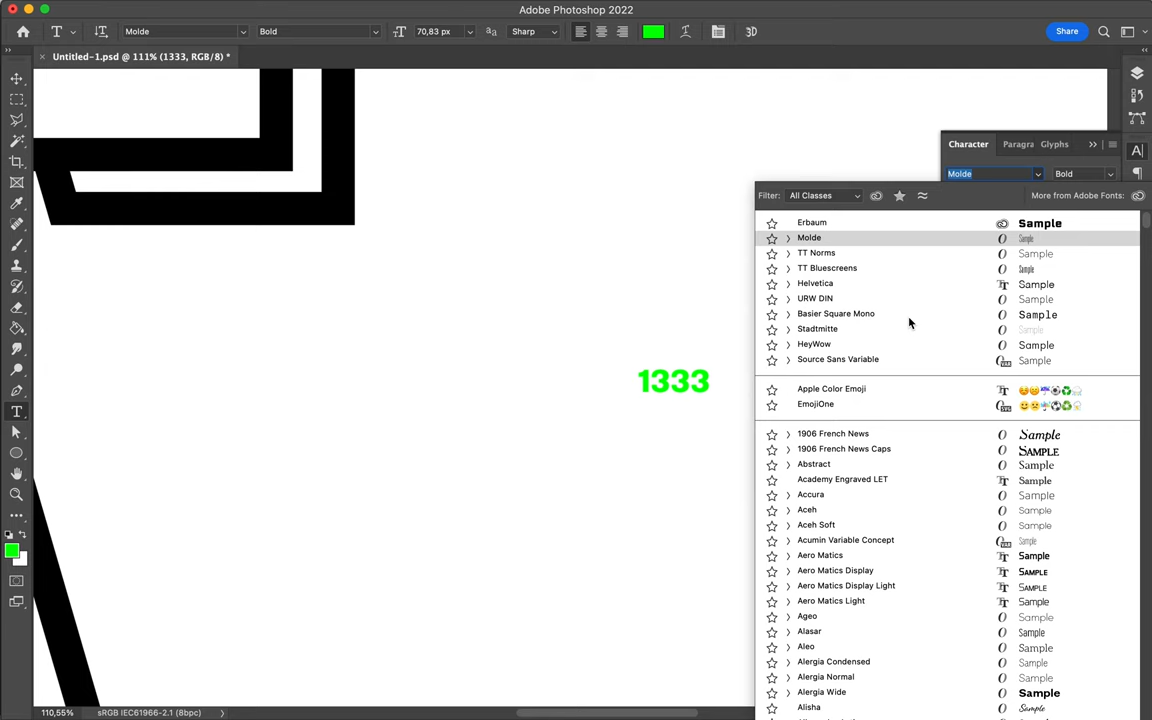 Adobe Photoshop 2022
Molde Bold 70,83 px Sharp 3D Share
Untitled-1.psd @ 111% (1333, RGB/8) *
Character Paragra Glyphs
Molde Bold
Filter: All Classes More from Adobe Fonts:
Erbaum Sample
Molde Sample
TT Norms Sample
TT Bluescreens Sample
Helvetica Sample
URW DIN Sample
Basier Square Mono Sample
Stadtmitte Sample
HeyWow Sample
Source Sans Variable Sample
1333
Apple Color Emoji
EmojiOne
1906 French News Sample
1906 French News Caps SAMPLE
Abstract Sample
Academy Engraved LET Sample
Accura Sample
Aceh Sample
Aceh Soft Sample
Acumin Variable Concept Sample
Aero Matics Sample
Aero Matics Display SAMPLE
Aero Matics Display Light SAMPLE
Aero Matics Light Sample
Ageo Sample
Alasar Sample
Aleo Sample
Alergia Condensed Sample
Alergia Normal Sample
Alergia Wide Sample
Alisha Sample
110,55% sRGB IEC61966-2.1 (8bpc)